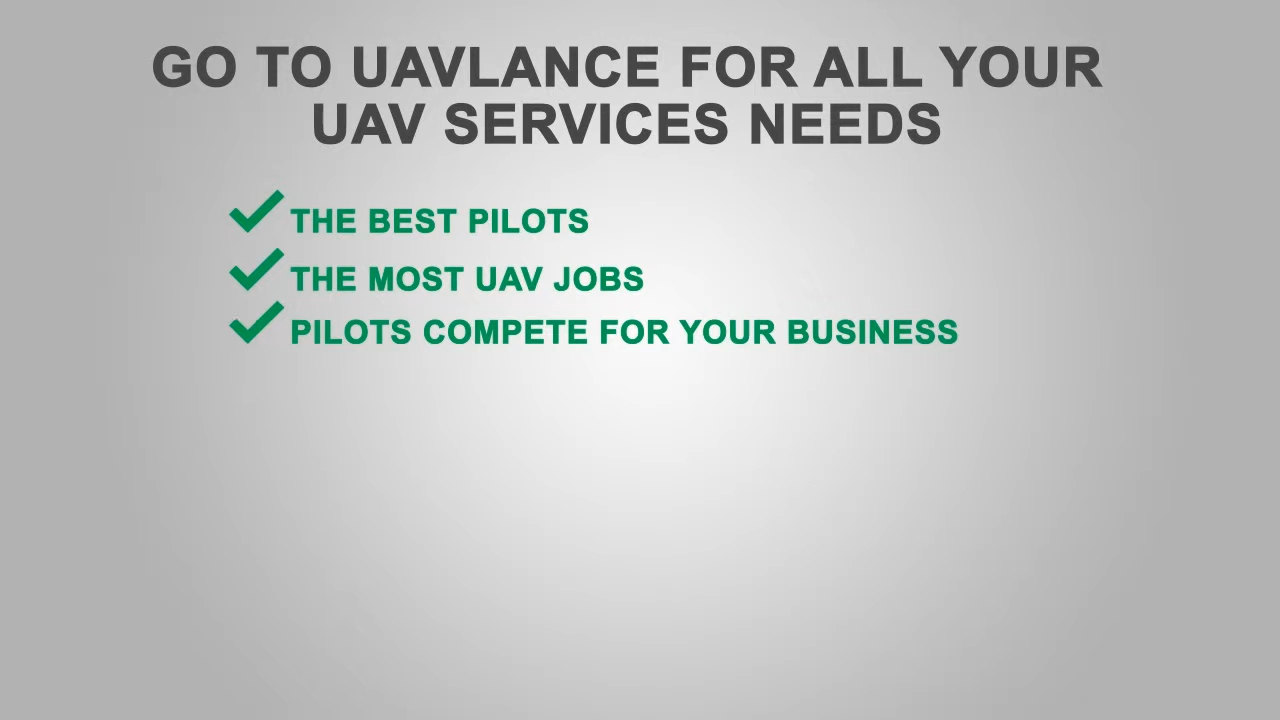 GO TO UAVLANCE FOR ALL YOUR
UAV SERVICES NEEDS
THE BEST PILOTS
THE MOST UAV JOBS
PILOTS COMPETE FOR YOUR BUSINESS